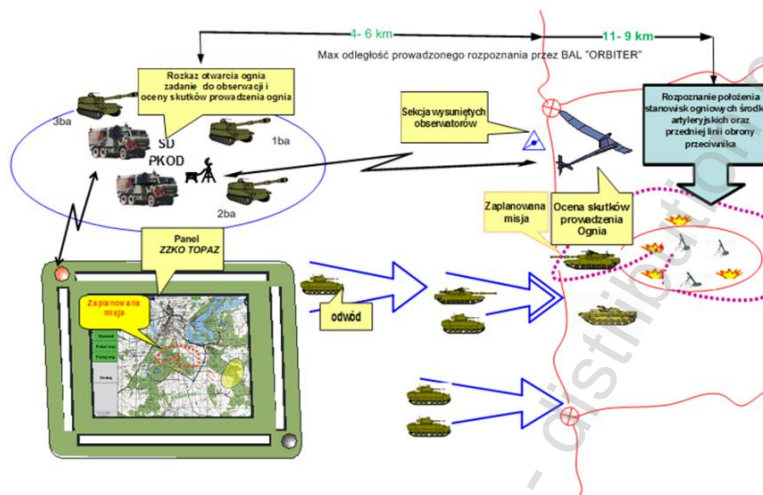 4- 6 km
11- 9 km
Max odległość prowadzonego rozpoznania przez BAL "ORBITER"
Rozkaz otwarcia ognia
zadanie do obserwacji i
oceny skutków prowadzenia ognia
3ba
1ba
SD
PKOD
2ba
Sekcja wysuniętych
obserwatorów
Rozpoznanie położenia
stanowisk ogniowych środków
artyleryjskich oraz
przedniej linii obrony
przeciwnika
Zaplanowana
misja
Ocena skutków
prowadzenia
Ognia
Panel
ZZKO TOPAZ
Zaplanowana
misja
odwód
- distribution